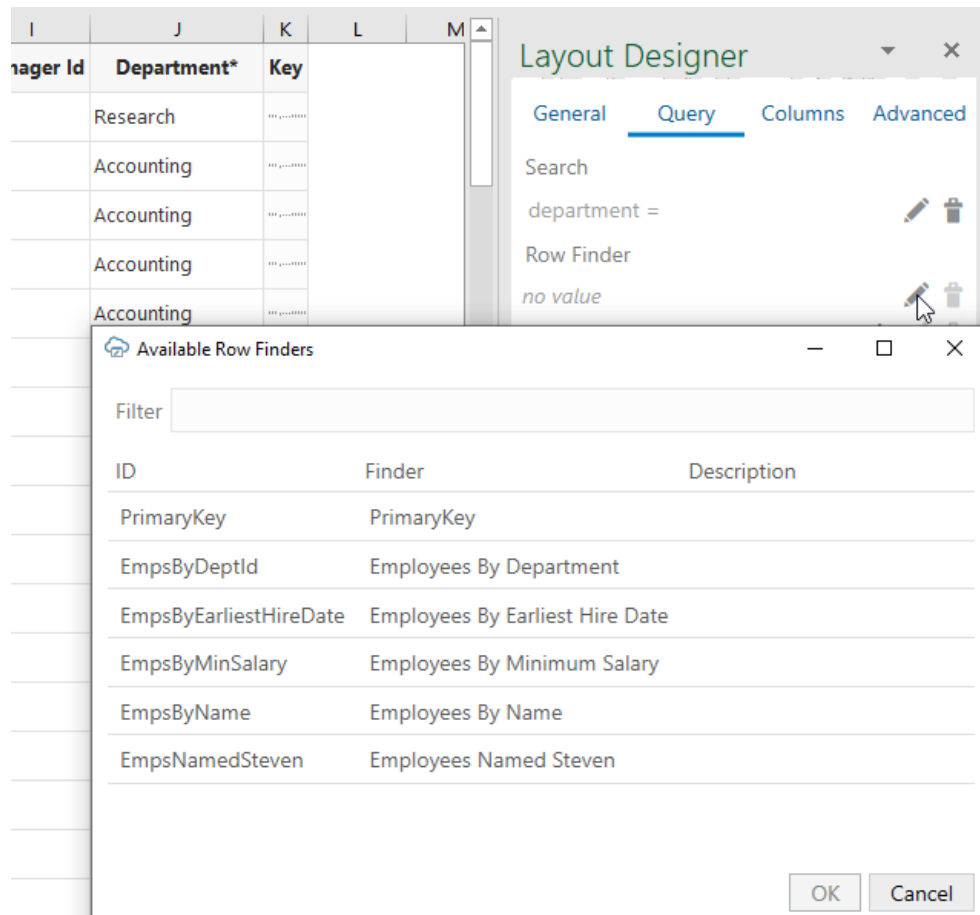 I J K L M
nager Id Department* Key
Research
Accounting
Accounting
Accounting
Accounting
Layout Designer
General Query Columns Advanced
Search
department =
Row Finder
no value
Available Row Finders
Filter
ID Finder Description
PrimaryKey PrimaryKey
EmpsByDeptId Employees By Department
EmpsByEarliestHireDate Employees By Earliest Hire Date
EmpsByMinSalary Employees By Minimum Salary
EmpsByName Employees By Name
EmpsNamedSteven Employees Named Steven
OK Cancel